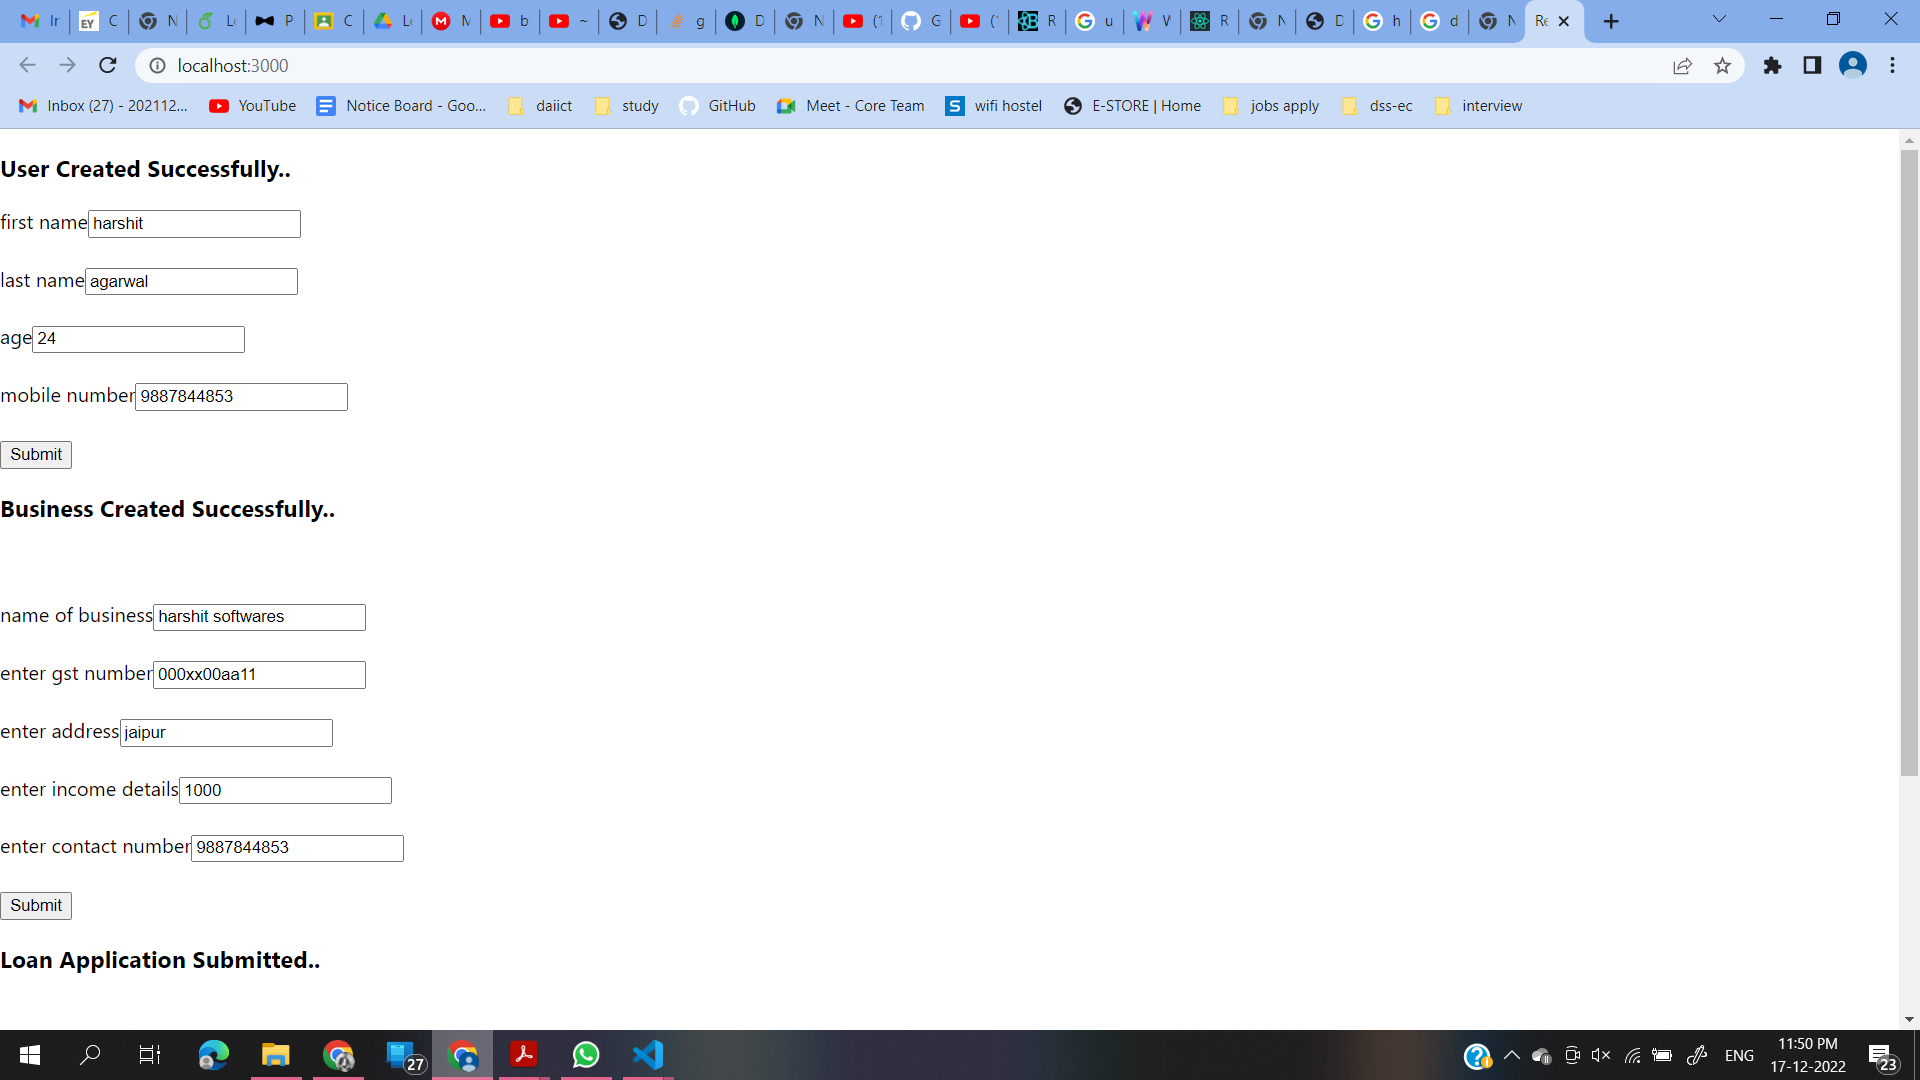 Ir C N Lo P C Le M b ~ D g D N (1 G (1 R u W R N D h d N Re
localhost:3000
Inbox (27) - 202112... YouTube Notice Board - Goo... daiict study GitHub Meet - Core Team wifi hostel E-STORE | Home jobs apply dss-ec interview
User Created Successfully..
first name harshit
last name agarwal
age 24
mobile number 9887844853
Submit
Business Created Successfully..
name of business harshit softwares
enter gst number 000xx00aa11
enter address jaipur
enter income details 1000
enter contact number 9887844853
Submit
Loan Application Submitted..
27 ENG 11:50 PM
17-12-2022 23